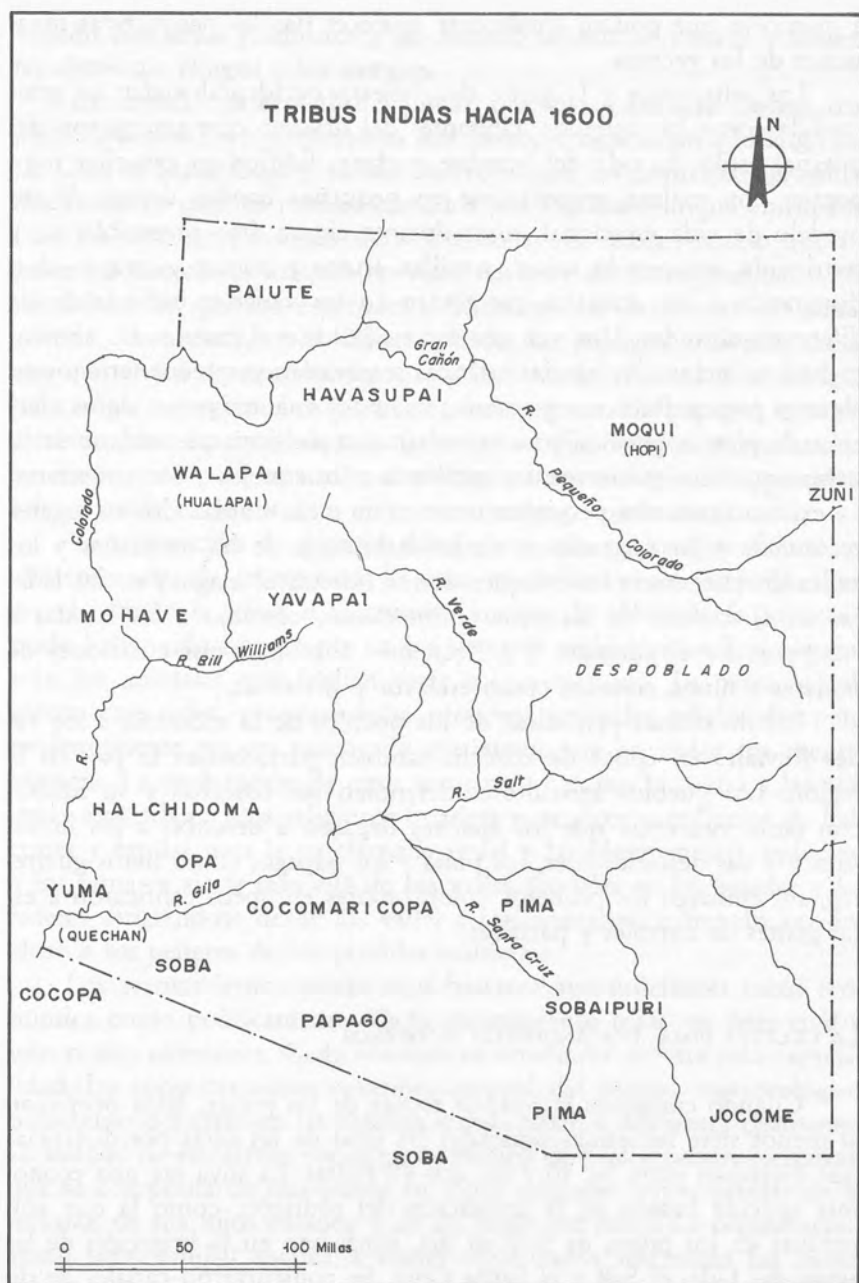 TRIBUS INDIAS HACIA 1600
N
PAIUTE
Gran
Cañón
HAVASUPAI
R.
MOQUI
(HOPI)
WALAPAI
(HUALAPAI)
Pequeño
ZUNI
Colorado
Colorado
R. Verde
YAVAPAI
MOHAVE
Williams
R. Bill
DESPOBLADO
R.
R. Salt
HALCHIDOMA
OPA
YUMA
R. Gila
COCOMARICOPA
PIMA
(QUECHAN)
R. Santa Cruz
SOBA
COCOPA
SOBAIPURI
PAPAGO
PIMA
JOCOME
SOBA
0 50 100 Millas